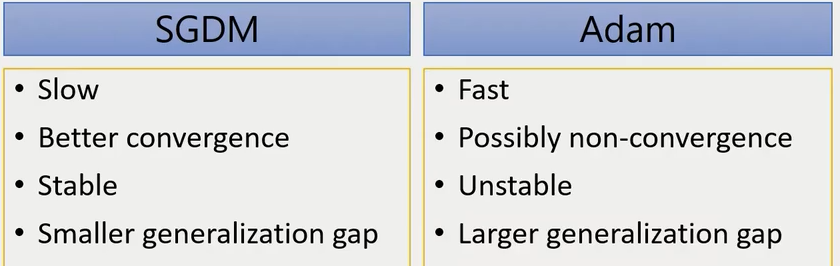 SGDM
• Slow
• Better convergence
• Stable
• Smaller generalization gap
Adam
• Fast
• Possibly non-convergence
• Unstable
• Larger generalization gap